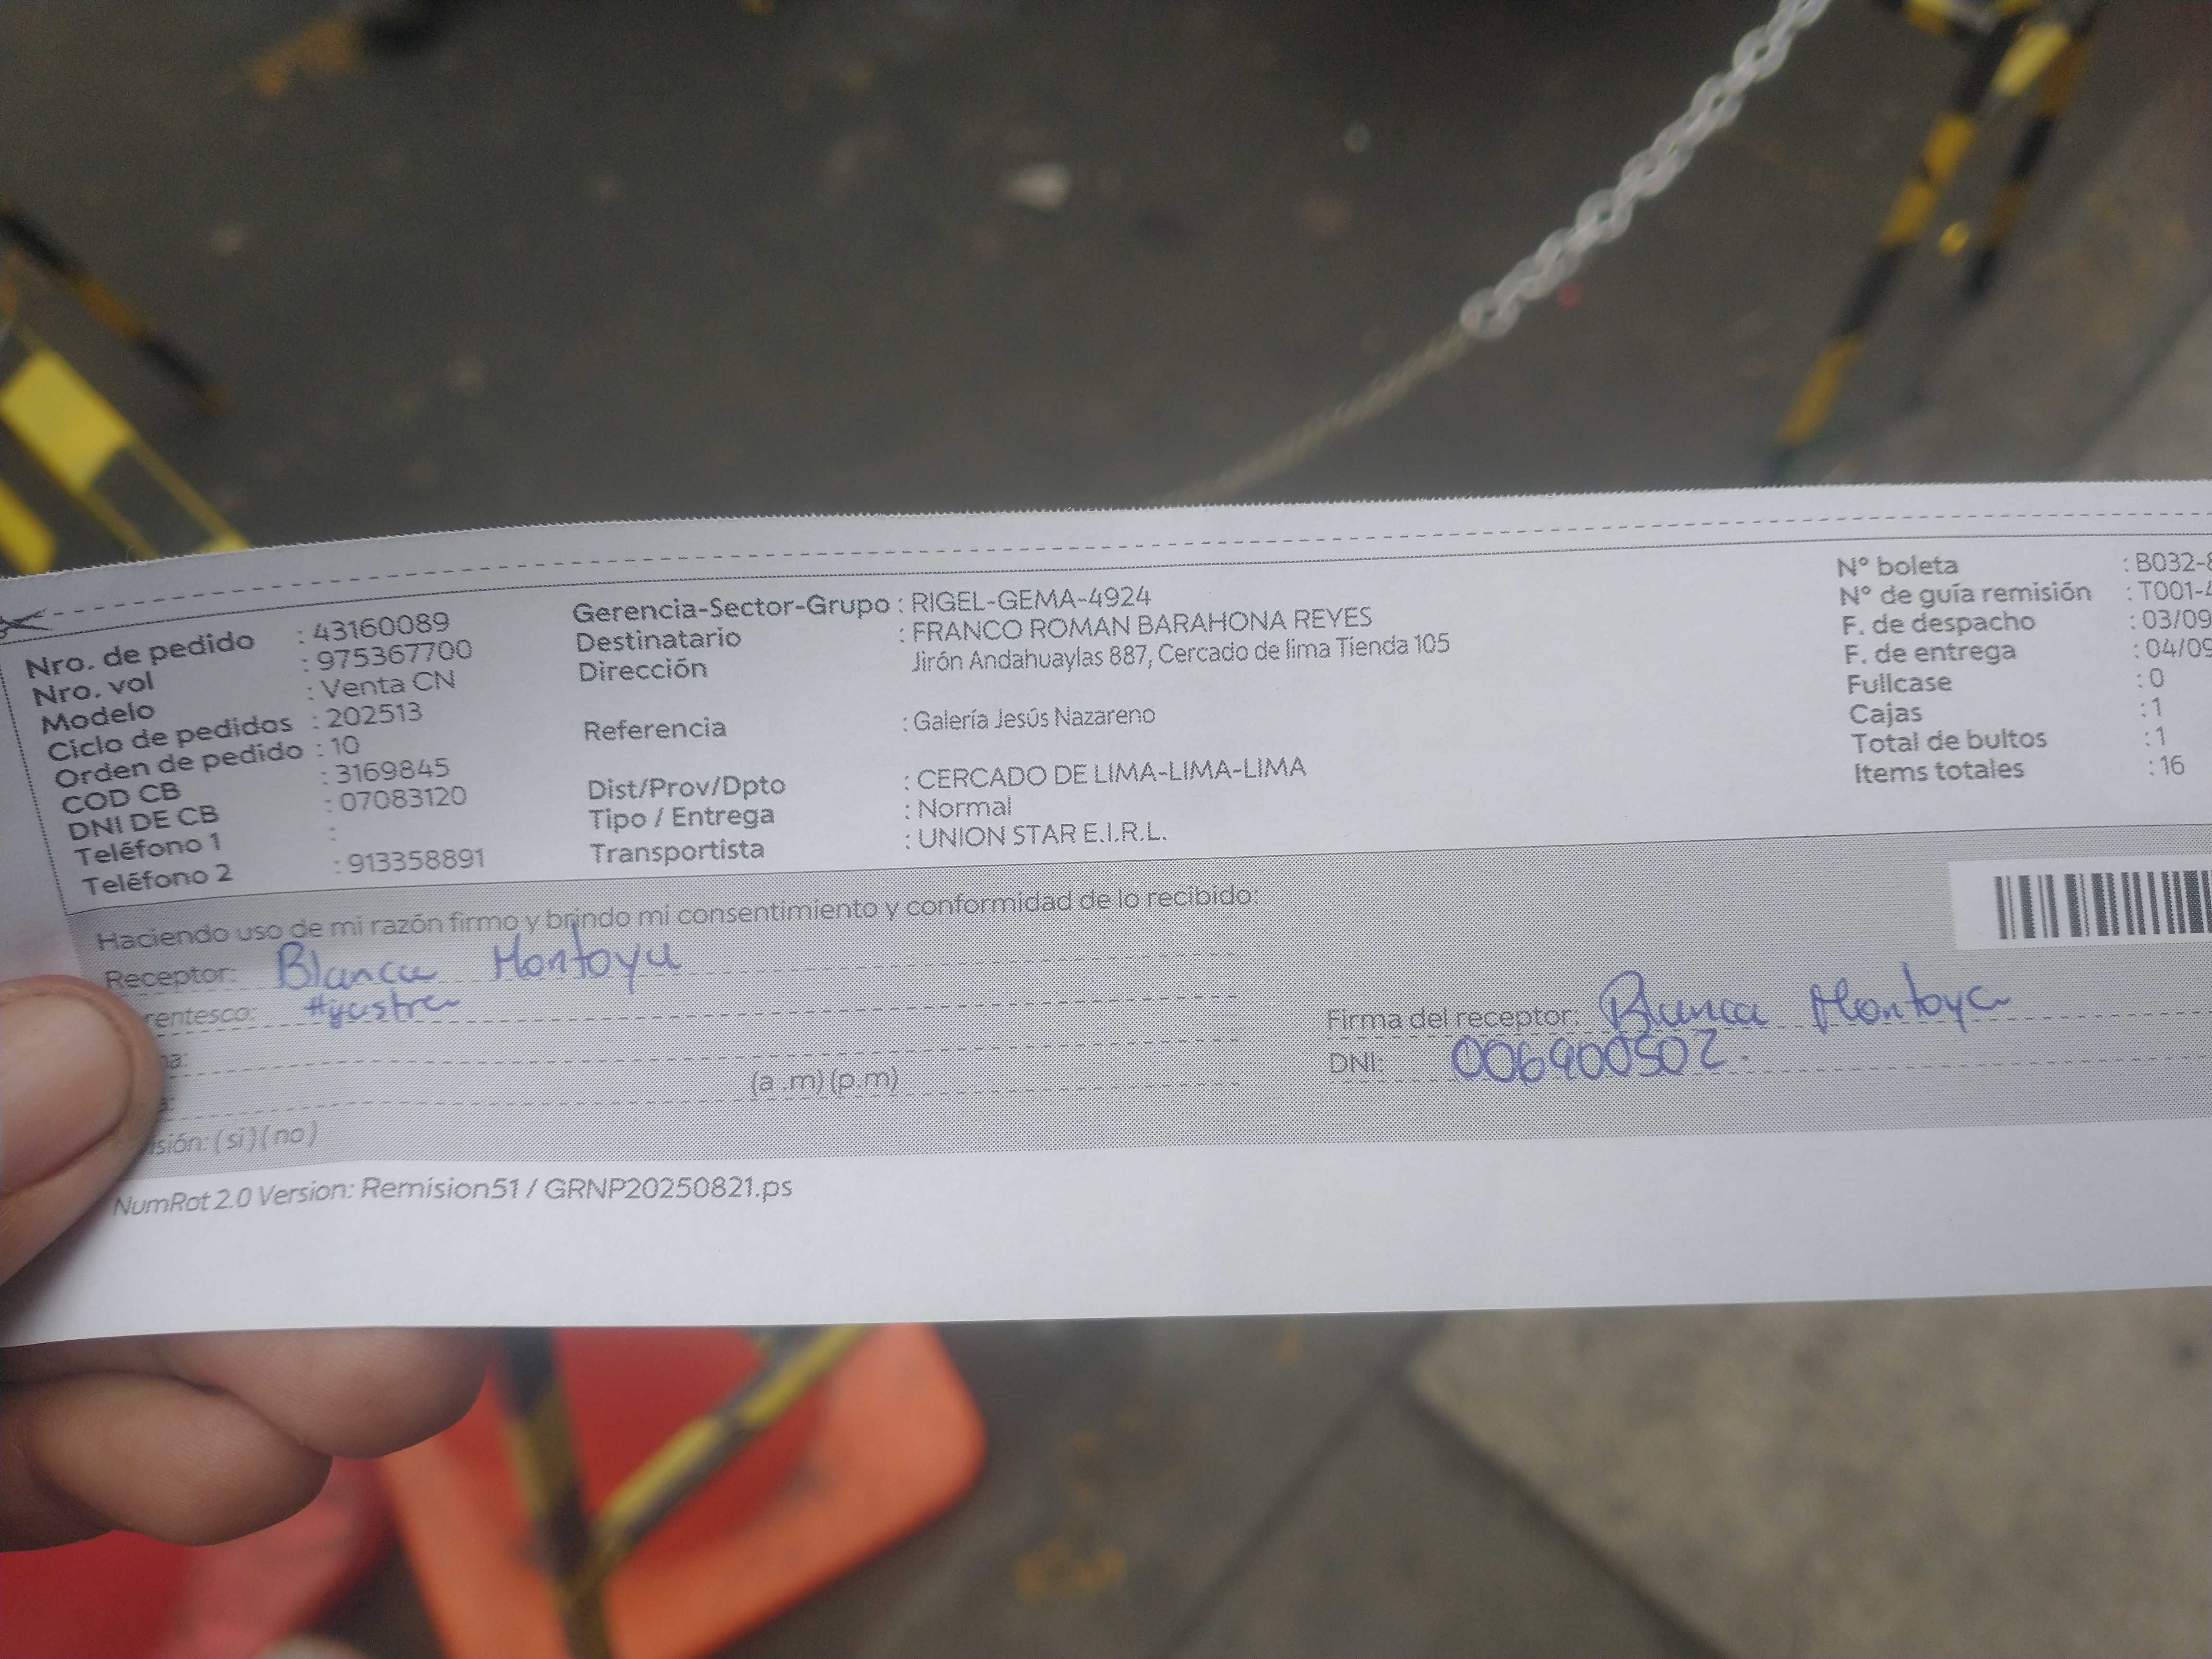 Nro. de pedido : 43160089
Nro. vol : 975367700
Modelo : Venta CN
Ciclo de pedidos : 202513
Orden de pedido : 10
COD CB : 3169845
DNI DE CB : 07083120
Teléfono 1 :
Teléfono 2 : 913358891
Gerencia-Sector-Grupo : RIGEL-GEMA-4924
Destinatario : FRANCO ROMAN BARAHONA REYES
Dirección Jirón Andahuaylas 887, Cercado de lima Tienda 105
Referencia : Galería Jesús Nazareno
Dist/Prov/Dpto : CERCADO DE LIMA-LIMA-LIMA
Tipo / Entrega : Normal
Transportista : UNION STAR E.I.R.L.
N° boleta : B032-
N° de guía remisión : T001-
F. de despacho : 03/09
F. de entrega : 04/09
Fullcase : 0
Cajas : 1
Total de bultos : 1
Items totales : 16
Haciendo uso de mi razón firmo y brindo mi consentimiento y conformidad de lo recibido:
Receptor: Blanca Montoya
rentesco: Hijastra
(a .m) (p.m)
sión: (si) (no)
Firma del receptor: Blanca Montoya
DNI: 006900502.
NumRot 2.0 Version: Remision51 / GRNP20250821.ps